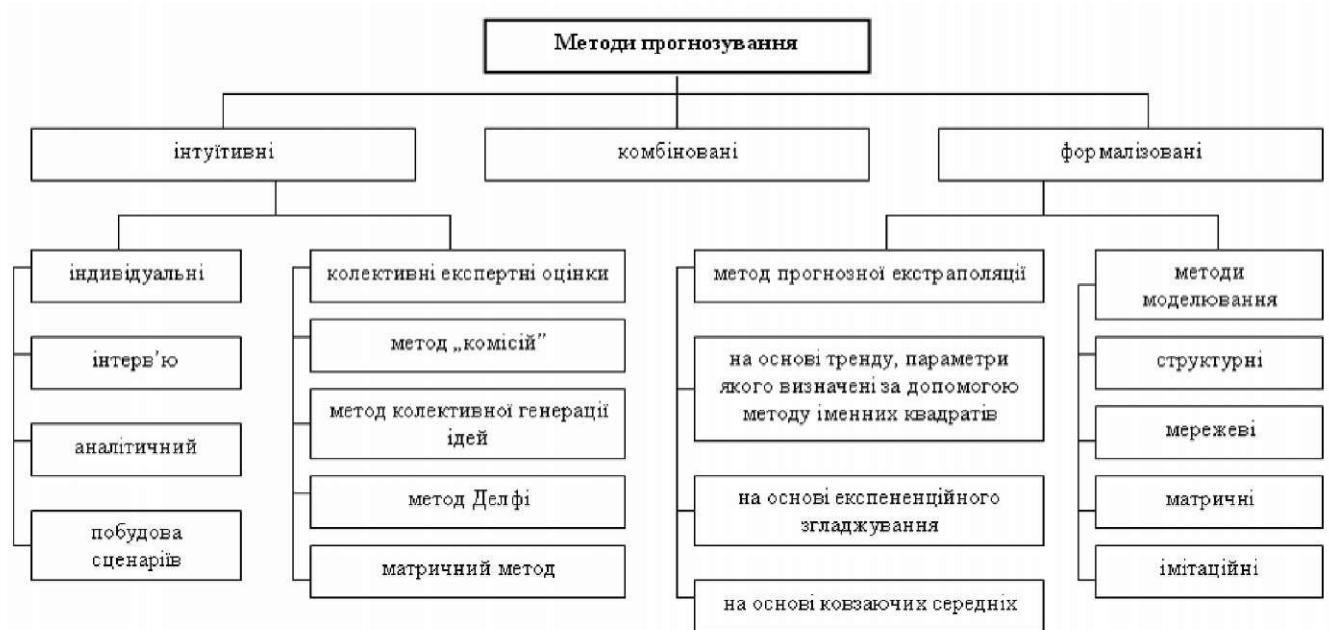 Методи прогнозування
інтуїтивні
комбіновані
формалізовані
індивідуальні
інтерв’ю
аналітичний
побудова
сценаріїв
колективні експертні оцінки
метод „комісій”
метод колективної генерації
ідей
метод Делфі
матричний метод
метод прогнозної екстраполяції
на основі тренду, параметри
якого визначені за допомогою
методу іменних квадратів
на основі експененційного
згладжування
на основі ковзаючих середніх
методи
моделювання
структурні
мережеві
матричні
імітаційні